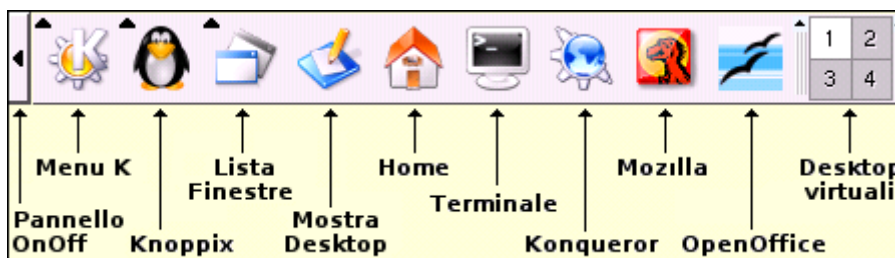 1 2
3 4
Menu K
Lista
Finestre
Home
Mozilla
Desktop
virtuali
Pannello
OnOff
Knoppix
Mostra
Desktop
Terminale
Konqueror
OpenOffice